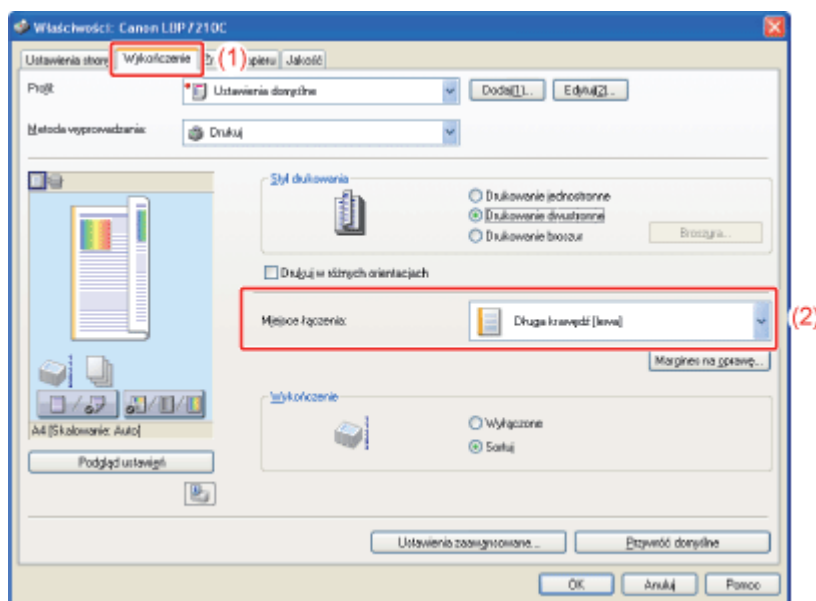 Właściwości: Canon LBP7210C
Ustawienia strony Wykończenie (1) papieru Jakość
Profil: Ustawienia domyślne Dodaj[1]... Edytuj[2]...
Metoda wyprowadzania: Drukuj
Styl drukowania
Drukowanie jednostronne
Drukowanie dwustronne
Drukowanie broszur Broszura...
Drukuj w różnych orientacjach
Miejsce łączenia: Długa krawędź [lewa] (2)
Margines na oprawę...
Wykończenie
Wyłączone
Sortuj
A4 [Skalowanie: Auto]
Podgląd ustawień
Ustawienia zaawansowane... Przywróć domyślne
OK Anuluj Pomoc